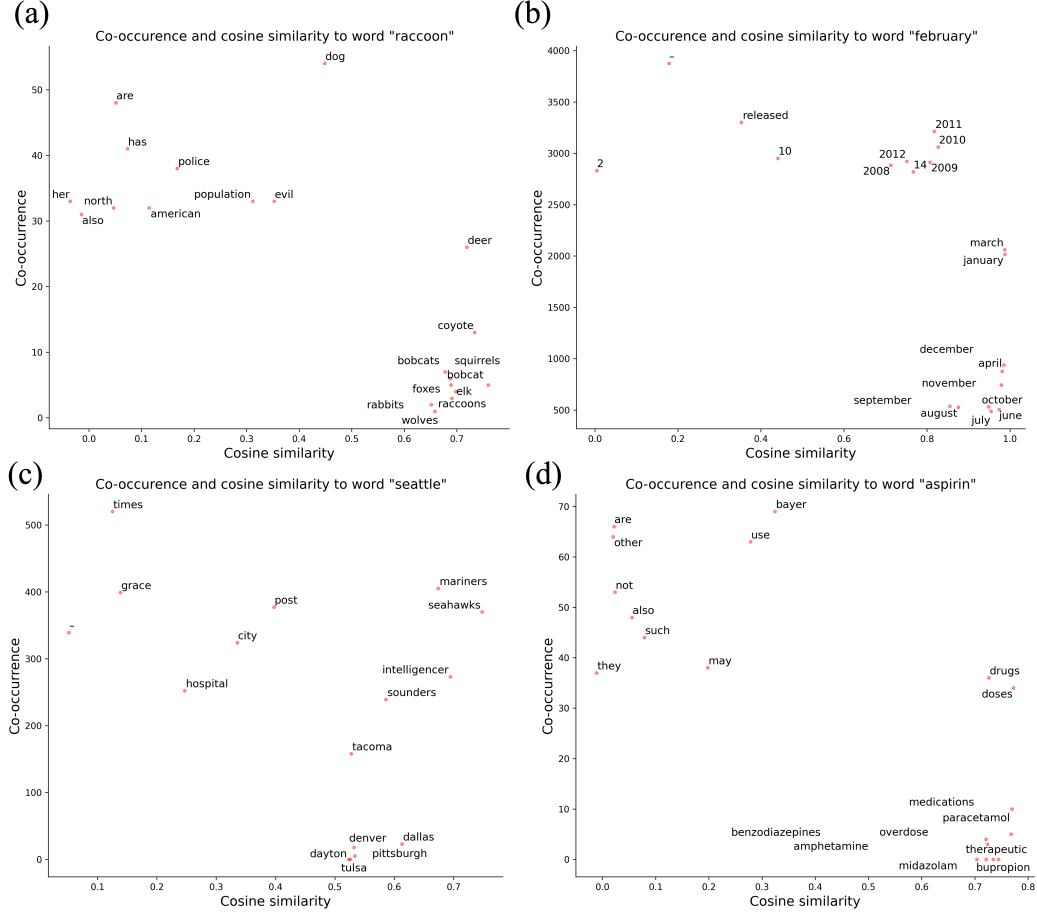 (a)
Co-occurence and cosine similarity to word "raccoon"
Co-occurrence
50
40
30
20
10
0
dog
are
has
police
her
north
population
evil
also
american
deer
coyote
bobcats
squirrels
bobcat
foxes
elk
rabbits
raccoons
wolves
0.0 0.1 0.2 0.3 0.4 0.5 0.6 0.7
Cosine similarity
(b)
Co-occurence and cosine similarity to word "february"
Co-occurrence
4000
3500
3000
2500
2000
1500
1000
500
–
released
2011
2010
10
2
2012
14
2008
2009
march
january
december
april
november
september
october
august
july
june
0.0 0.2 0.4 0.6 0.8 1.0
Cosine similarity
(c)
Co-occurence and cosine similarity to word "seattle"
Co-occurrence
500
400
300
200
100
0
times
grace
mariners
post
seahawks
–
city
hospital
intelligencer
sounders
tacoma
denver
dallas
dayton
pittsburgh
tulsa
0.1 0.2 0.3 0.4 0.5 0.6 0.7
Cosine similarity
(d)
Co-occurence and cosine similarity to word "aspirin"
Co-occurrence
70
60
50
40
30
20
10
0
bayer
are
use
other
not
also
such
they
may
drugs
doses
medications
paracetamol
benzodiazepines
overdose
amphetamine
therapeutic
midazolam
bupropion
0.0 0.1 0.2 0.3 0.4 0.5 0.6 0.7 0.8
Cosine similarity